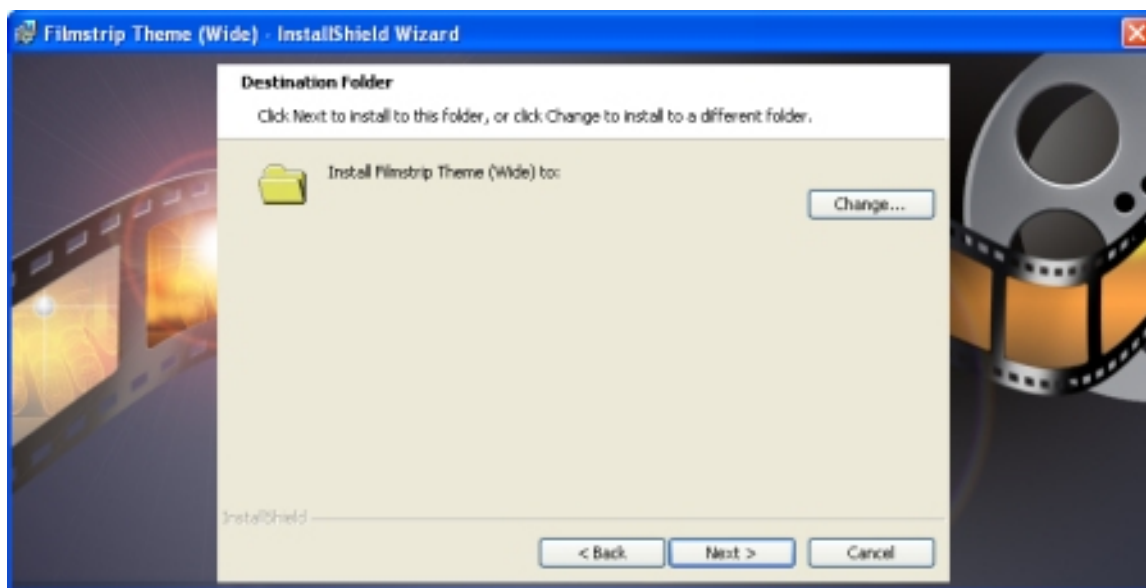 Filmstrip Theme (Wide) - InstallShield Wizard
Destination Folder
Click Next to install to this folder, or click Change to install to a different folder.
Install Filmstrip Theme (Wide) to:
Change...
InstallShield
< Back
Next >
Cancel